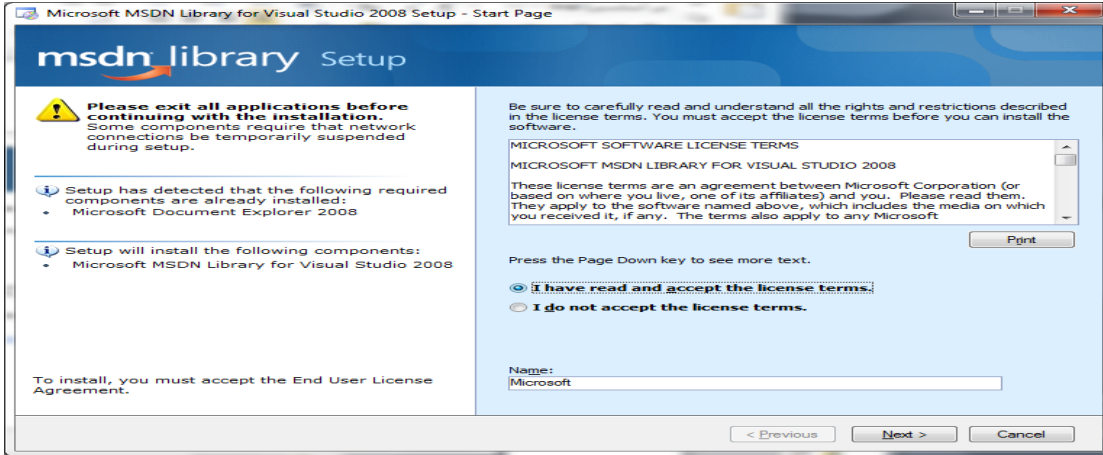 Microsoft MSDN Library for Visual Studio 2008 Setup - Start Page
msdn library Setup
Please exit all applications before
continuing with the installation.
Some components require that network
connections be temporarily suspended
during setup.
Setup has detected that the following required
components are already installed:
• Microsoft Document Explorer 2008
Setup will install the following components:
• Microsoft MSDN Library for Visual Studio 2008
To install, you must accept the End User License
Agreement.
Be sure to carefully read and understand all the rights and restrictions described
in the license terms. You must accept the license terms before you can install the
software.
MICROSOFT SOFTWARE LICENSE TERMS
MICROSOFT MSDN LIBRARY FOR VISUAL STUDIO 2008
These license terms are an agreement between Microsoft Corporation (or
based on where you live, one of its affiliates) and you. Please read them.
They apply to the software named above, which includes the media on which
you received it, if any. The terms also apply to any Microsoft
Print
Press the Page Down key to see more text.
I have read and accept the license terms.
I do not accept the license terms.
Name:
Microsoft
< Previous
Next >
Cancel